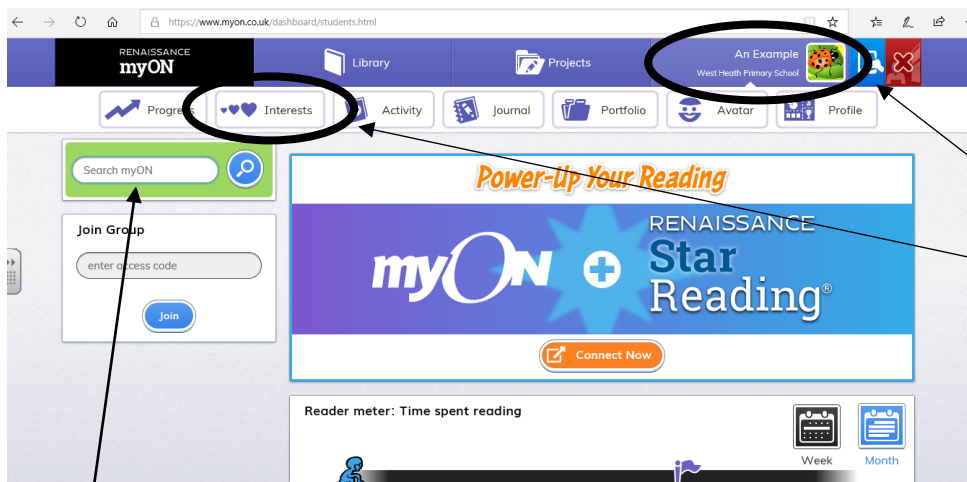 https://www.myon.co.uk/dashboard/students.html
RENAISSANCE
myON
Library
Projects
An Example
West Heath Primary School
Progress
Interests
Activity
Journal
Portfolio
Avatar
Profile
Search myON
Join Group
enter access code
Join
Power-Up Your Reading
myON + RENAISSANCE
Star
Reading®
Connect Now
Reader meter: Time spent reading
Week
Month